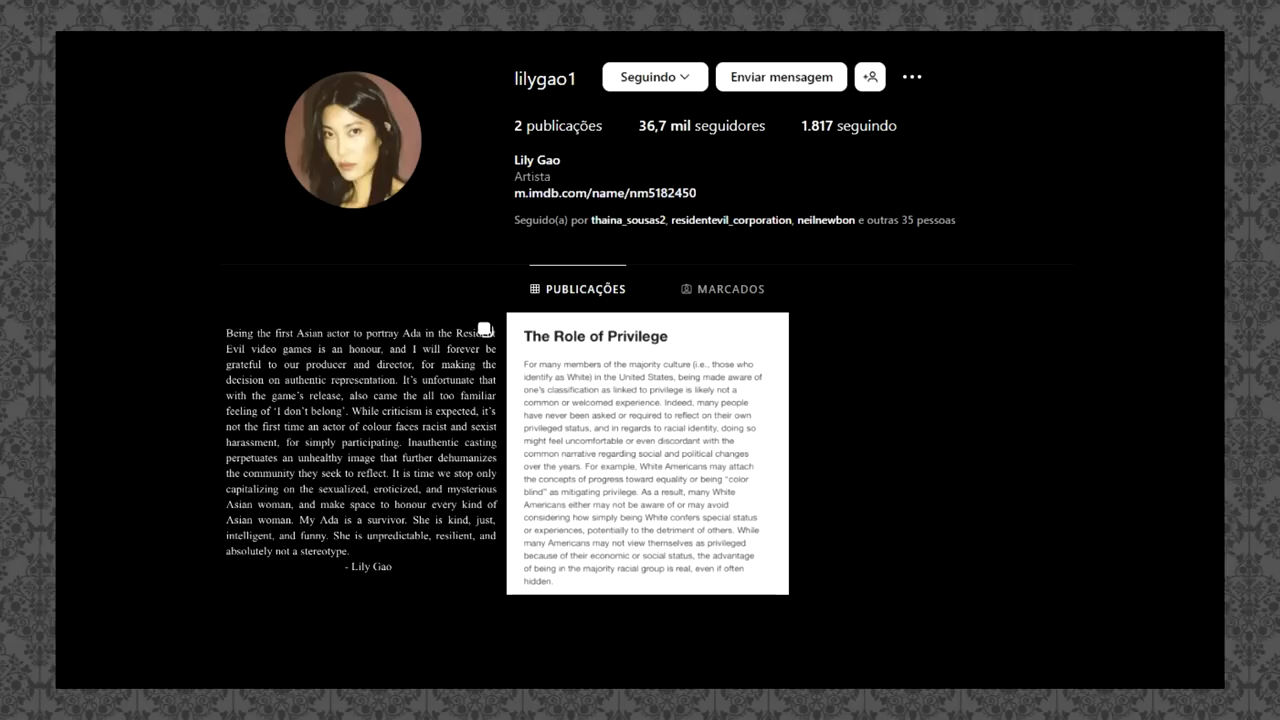 lilygao1 Seguindo Enviar mensagem
2 publicações 36,7 mil seguidores 1.817 seguindo
Lily Gao
Artista
m.imdb.com/name/nm5182450
Seguido(a) por thaina_sousas2, residentevil_corporation, neilnewbon e outras 35 pessoas
PUBLICAÇÕES MARCADOS
Being the first Asian actor to portray Ada in the Resident
Evil video games is an honour, and I will forever be
grateful to our producer and director, for making the
decision on authentic representation. It's unfortunate that
with the game's release, also came the all too familiar
feeling of 'I don't belong'. While criticism is expected, it's
not the first time an actor of colour faces racist and sexist
harassment, for simply participating. Inauthentic casting
perpetuates an unhealthy image that further dehumanizes
the community they seek to reflect. It is time we stop only
capitalizing on the sexualized, eroticized, and mysterious
Asian woman, and make space to honour every kind of
Asian woman. My Ada is a survivor. She is kind, just,
intelligent, and funny. She is unpredictable, resilient, and
absolutely not a stereotype.
- Lily Gao
The Role of Privilege
For many members of the majority culture (i.e., those who
identify as White) in the United States, being made aware of
one's classification as linked to privilege is likely not a
common or welcomed experience. Indeed, many people
have never been asked or required to reflect on their own
privileged status, and in regards to racial identity, doing so
might feel uncomfortable or even discordant with the
common narrative regarding social and political changes
over the years. For example, White Americans may attach
the concepts of progress toward equality or being "color
blind" as mitigating privilege. As a result, many White
Americans either may not be aware of or may avoid
considering how simply being White confers special status
or experiences, potentially to the detriment of others. While
many Americans may not view themselves as privileged
because of their economic or social status, the advantage
of being in the majority racial group is real, even if often
hidden.